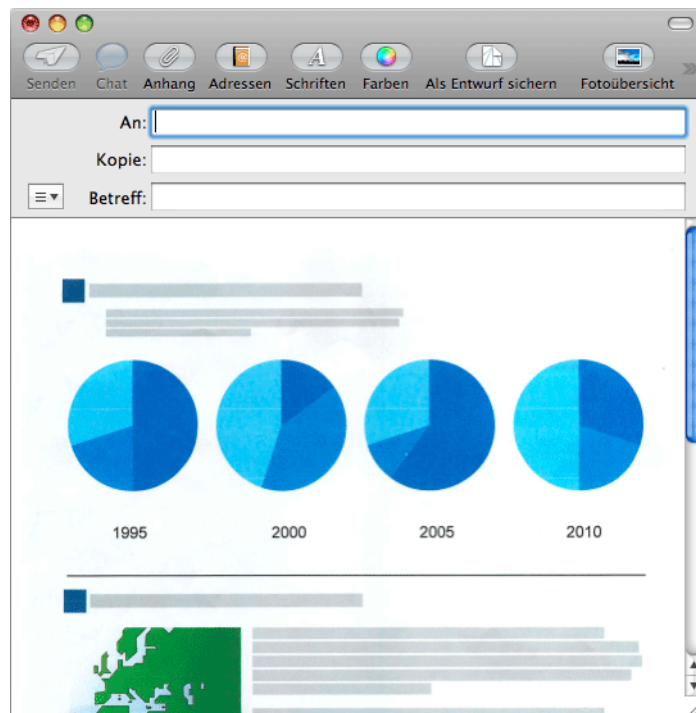 Senden Chat Anhang Adressen Schriften Farben Als Entwurf sichern Fotoübersicht
An:
Kopie:
Betreff:
1995 2000 2005 2010